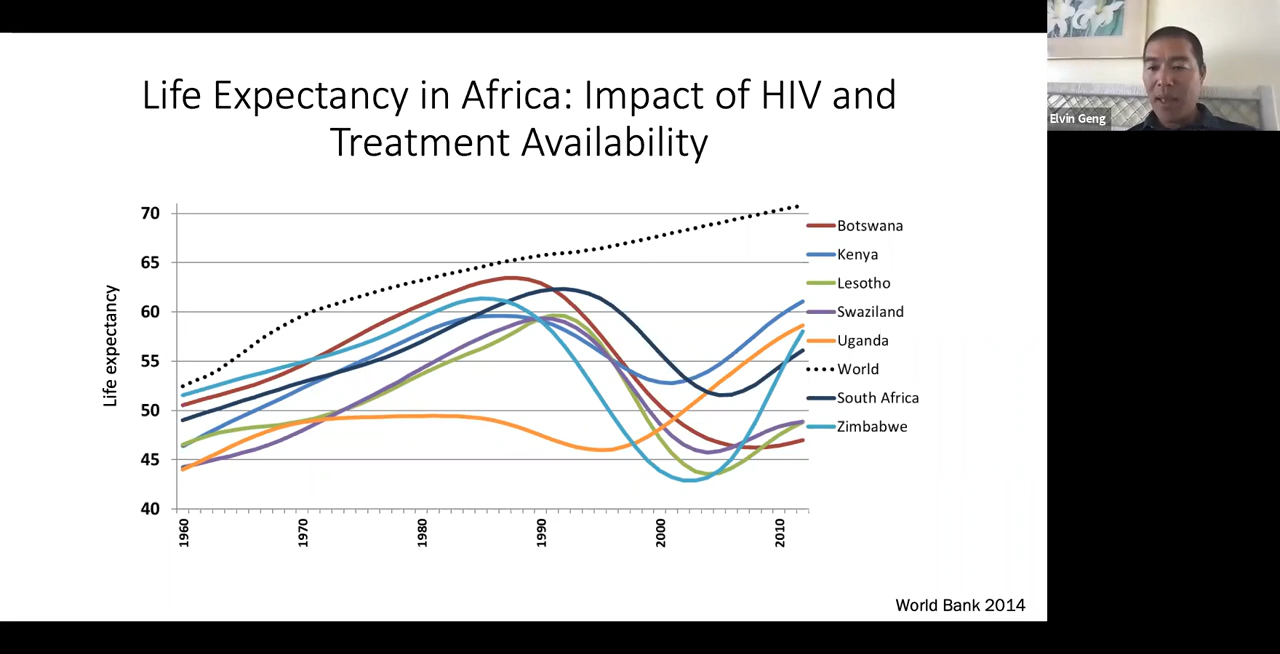 Life Expectancy in Africa: Impact of HIV and
Treatment Availability
Elvin Geng
Life expectancy
70
65
60
55
50
45
40
1960
1970
1980
1990
2000
2010
Botswana
Kenya
Lesotho
Swaziland
Uganda
World
South Africa
Zimbabwe
World Bank 2014